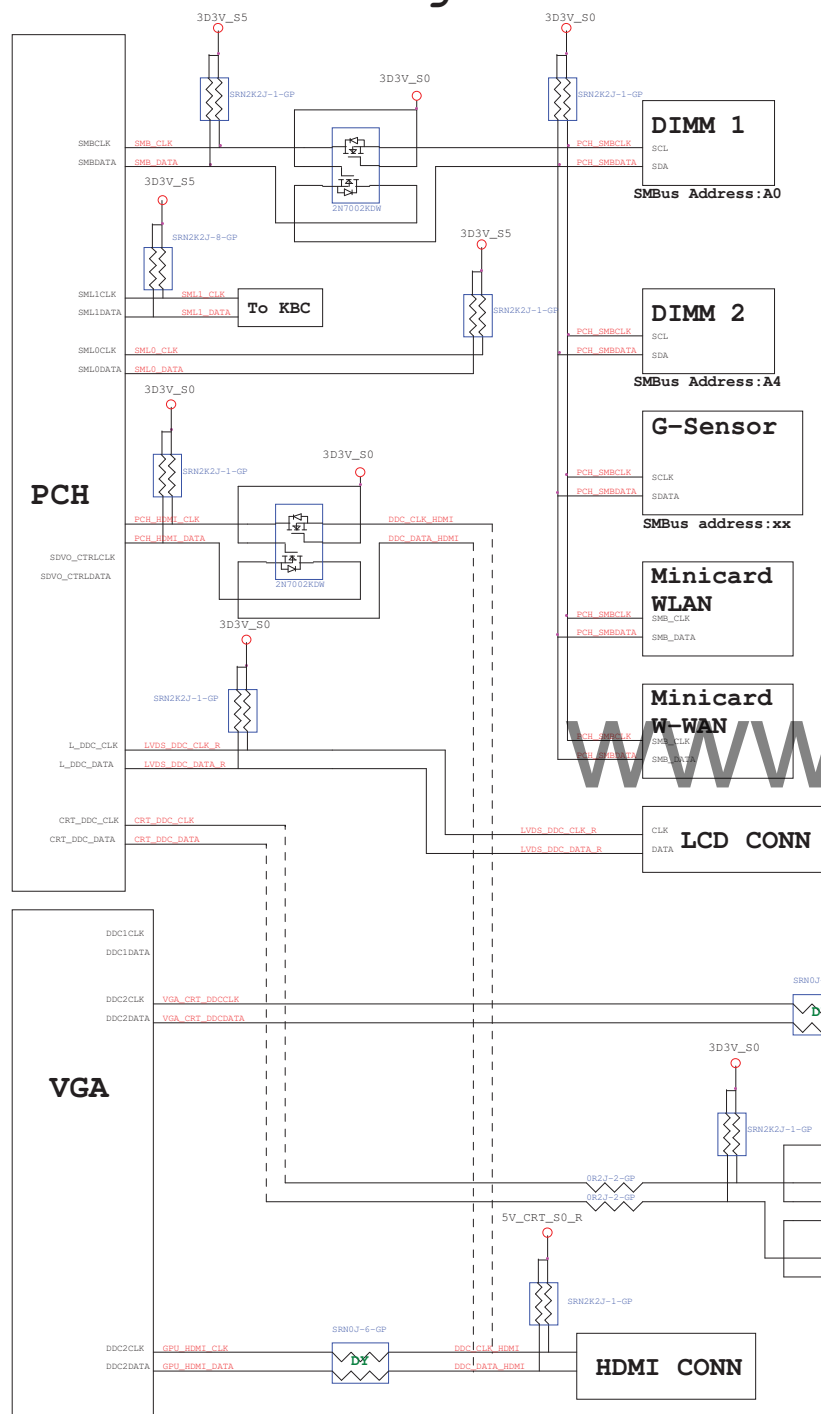 3D3V_S5
3D3V_S0
SRN2K2J-1-GP
3D3V_S0
SRN2K2J-1-GP
DIMM 1
SMBCLK
SMB_CLK
PCH_SMBCLK
SCL
SMBDATA
SMB_DATA
PCH_SMBDATA
SDA
SMBus Address:A0
2N7002KDW
3D3V_S5
SRN2K2J-8-GP
3D3V_S5
SML1CLK
SML1_CLK
SML1DATA
SML1_DATA
To KBC
SRN2K2J-1-GP
DIMM 2
PCH_SMBCLK
SCL
SML0CLK
SML0_CLK
PCH_SMBDATA
SDA
SML0DATA
SML0_DATA
SMBus Address:A4
3D3V_S0
G-Sensor
3D3V_S0
SRN2K2J-1-GP
PCH_SMBCLK
SCLK
PCH_SMBDATA
SDATA
PCH
SMBus address:xx
PCH_HDMI_CLK
DDC_CLK_HDMI
PCH_HDMI_DATA
DDC_DATA_HDMI
SDVO_CTRLCLK
SDVO_CTRLDATA
2N7002KDW
Minicard
WLAN
PCH_SMBCLK
SMB_CLK
PCH_SMBDATA
SMB_DATA
3D3V_S0
SRN2K2J-1-GP
Minicard
W-WAN
PCH_SMBCLK
SMB_CLK
PCH_SMBDATA
SMB_DATA
WWW
L_DDC_CLK
LVDS_DDC_CLK_R
L_DDC_DATA
LVDS_DDC_DATA_R
CRT_DDC_CLK
CRT_DDC_CLK
CRT_DDC_DATA
CRT_DDC_DATA
LVDS_DDC_CLK_R
CLK
LVDS_DDC_DATA_R
DATA
LCD CONN
DDC1CLK
DDC1DATA
DDC2CLK
VGA_CRT_DDCCLK
DDC2DATA
VGA_CRT_DDCDATA
SRN0J-
3D3V_S0
VGA
SRN2K2J-1-GP
0R2J-2-GP
0R2J-2-GP
5V_CRT_S0_R
SRN2K2J-1-GP
SRN0J-6-GP
DDC2CLK
GPU_HDMI_CLK
DY
DDC_CLK_HDMI
DDC2DATA
GPU_HDMI_DATA
DDC_DATA_HDMI
HDMI CONN